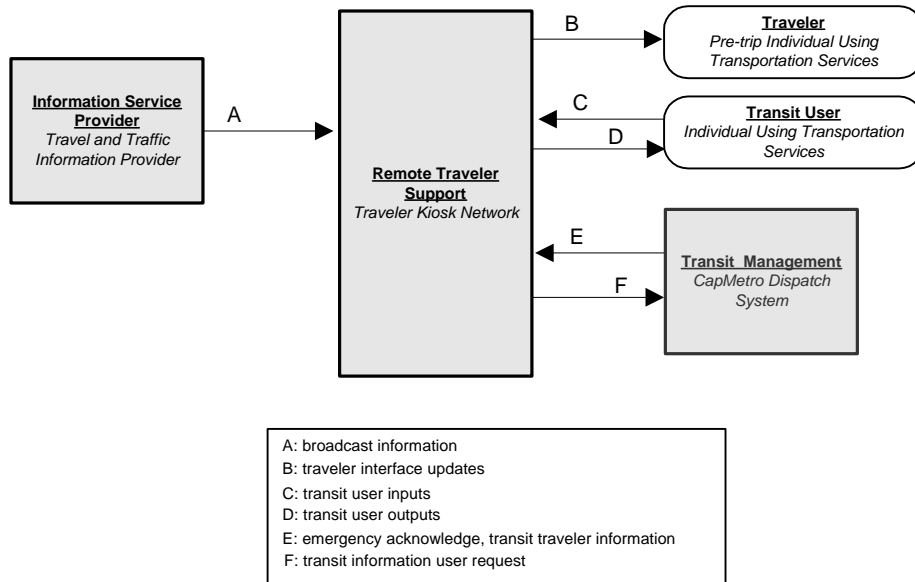 B
Traveler
Pre-trip Individual Using
Transportation Services
Information Service
Provider
Travel and Traffic
Information Provider
A
C
Transit User
Individual Using Transportation
Services
D
Remote Traveler
Support
Traveler Kiosk Network
E
Transit Management
CapMetro Dispatch
System
F
A: broadcast information
B: traveler interface updates
C: transit user inputs
D: transit user outputs
E: emergency acknowledge, transit traveler information
F: transit information user request